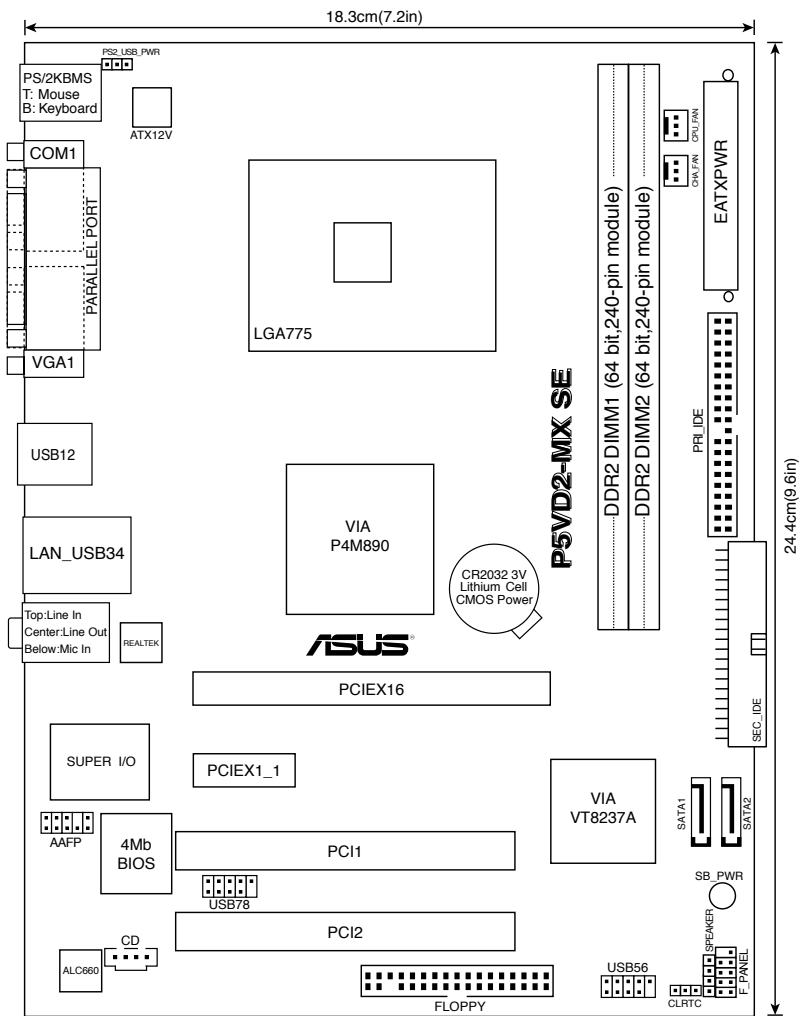 18.3cm(7.2in)
PS2_USB_PWR
PS/2KBMS
T: Mouse
B: Keyboard
ATX12V
CPU_FAN
CHA_FAN
EATXPWR
COM1
PARALLEL PORT
VGA1
LGA775
DDR2 DIMM1 (64 bit,240-pin module)
DDR2 DIMM2 (64 bit,240-pin module)
PRI_IDE
P5VD2-MX SE
24.4cm(9.6in)
USB12
LAN_USB34
VIA
P4M890
CR2032 3V
Lithium Cell
CMOS Power
Top:Line In
Center:Line Out
Below:Mic In
REALTEK
ASUS®
PCIEX16
SEC_IDE
SUPER I/O
PCIEX1_1
VIA
VT8237A
SATA1
SATA2
AAFP
4Mb
BIOS
PCI1
USB78
SB_PWR
PCI2
CD
ALC660
FLOPPY
USB56
CLRTC
SPEAKER
F_PANEL